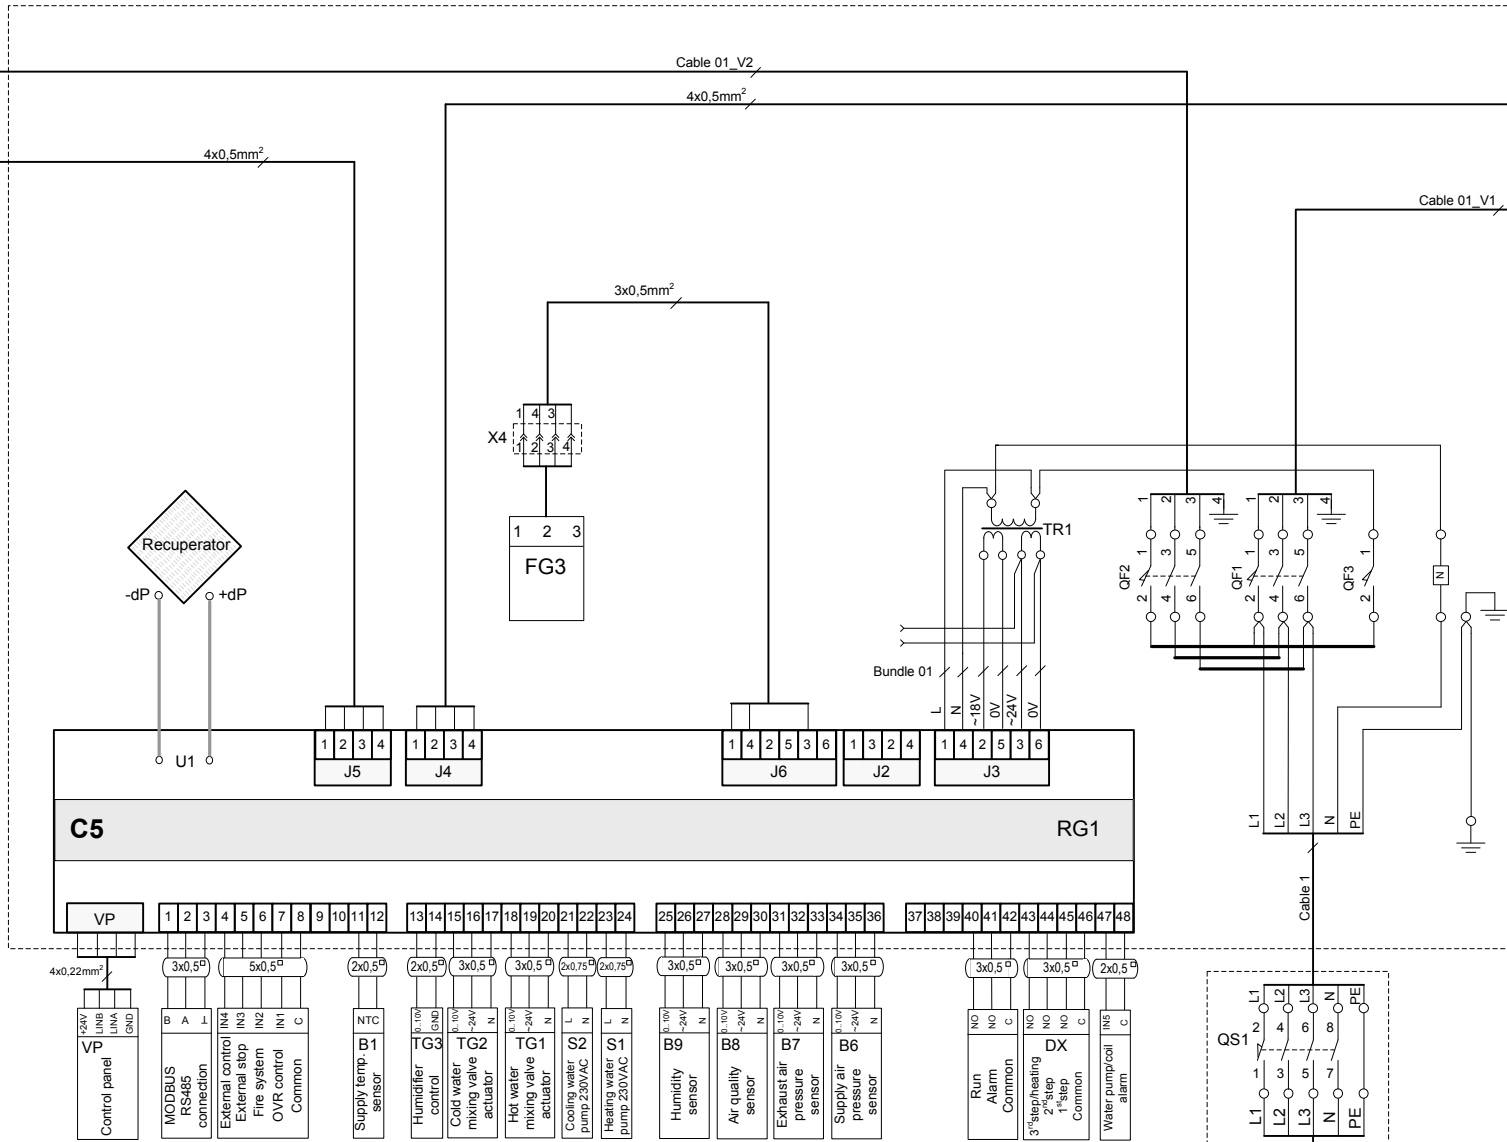 Cable 01_V2
4x0,5mm²
4x0,5mm²
Cable 01_V1
3x0,5mm²
1 4 3
X4
1 2 3 4
1 2 3
FG3
Recuperator
-dP
+dP
U1
TR1
Bundle 01
L
N
~18V
0V
~24V
0V
1 2 3 4
1 2 3 4
1 3 5
QF2
2 4 6
1 3 5
QF1
2 4 6
1
QF3
2
N
1 2 3 4
J5
1 2 3 4
J4
1 4 2 5 3 6
J6
1 3 2 4
J2
1 4 2 5 3 6
J3
C5
RG1
L1
L2
L3
N
PE
Cable 1
VP
1 2 3 4 5 6 7 8 9 10 11 12
13 14 15 16 17 18 19 20 21 22 23 24
25 26 27 28 29 30 31 32 33 34 35 36
37 38 39 40 41 42 43 44 45 46 47 48
4x0,22mm²
3x0,5
5x0,5
2x0,5
2x0,5
3x0,5
3x0,5
2x0,75
2x0,75
3x0,5
3x0,5
3x0,5
3x0,5
3x0,5
3x0,5
2x0,5
+24V
LINB
LINA
GND
VP
Control panel
B
A
⊥
MODBUS
RS485
connection
IN4
IN3
IN2
IN1
C
External control
External stop
Fire system
OVR control
Common
NTC
B1
Supply temp.
sensor
0..10V
GND
TG3
Humidifier
control
0..10V
~24V
N
TG2
Cold water
mixing valve
actuator
0..10V
~24V
N
TG1
Hot water
mixing valve
actuator
L
N
S2
Cooling water
pump 230VAC
L
N
S1
Heating water
pump 230VAC
0..10V
~24V
N
B9
Humidity
sensor
0..10V
~24V
N
B8
Air quality
sensor
0..10V
~24V
N
B7
Exhaust air
pressure
sensor
0..10V
~24V
N
B6
Supply air
pressure
sensor
NO
NO
C
Run
Alarm
Common
NO
NO
NO
C
DX
3rdstep/heating
2ndstep
1ststep
Common
IN5
C
Water pump/coil
alarm
L1
L2
L3
N
PE
2 4 6 8
QS1
1 3 5 7
L1
L2
L3
N
PE